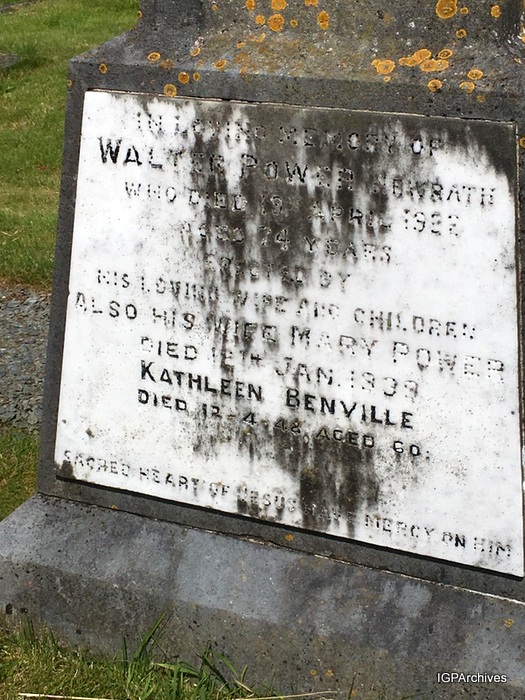 IN LOVING MEMORY OF
WALTER POWER NEWRATH
WHO DIED APRIL 1922
AGED 74 YEARS
ERECTED BY
HIS LOVING WIFE AND CHILDREN
ALSO HIS WIFE MARY POWER
DIED 12TH JAN. 1939
KATHLEEN BENVILLE
DIED 12-4-48, AGED 60.
SACRED HEART OF JESUS HAVE MERCY ON HIM
IGPArchives